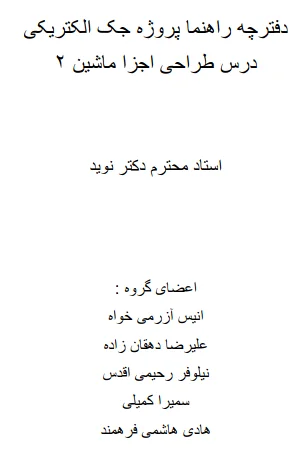 دفترچه راهنما پروژه جک الکتریکی
درس طراحی اجزا ماشین ۲
استاد محترم دکتر نوید
اعضای گروه :
انیس آزرمی خواه
علیرضا دهقان زاده
نیلوفر رحیمی اقدس
سمیرا کمیلی
هادی هاشمی فرهمند